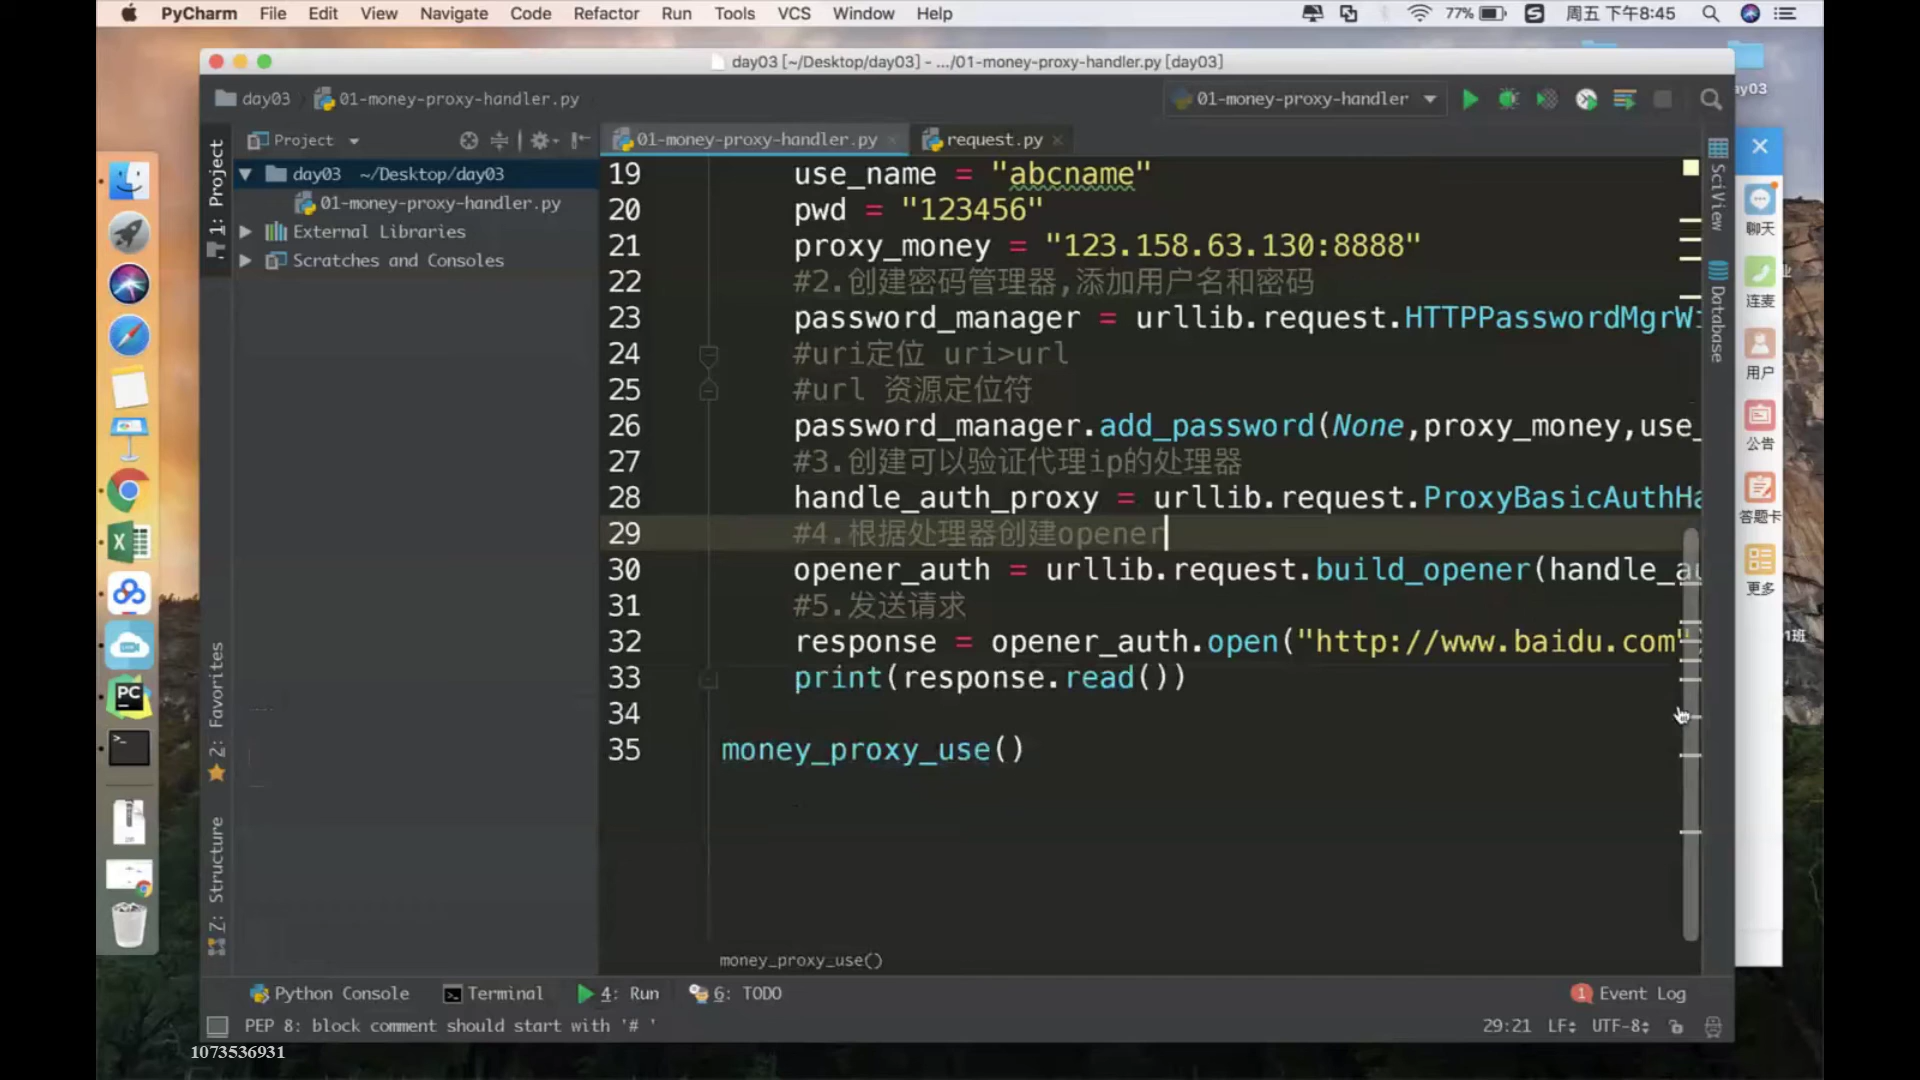 PyCharm File Edit View Navigate Code Refactor Run Tools VCS Window Help 77% 周五 下午8:45
day03 [~/Desktop/day03] - .../01-money-proxy-handler.py [day03]
day03 01-money-proxy-handler.py 01-money-proxy-handler
Project 01-money-proxy-handler.py request.py
day03 ~/Desktop/day03
01-money-proxy-handler.py
External Libraries
Scratches and Consoles
1: Project
2: Favorites
Z: Structure
19 use_name = "abcname"
20 pwd = "123456"
21 proxy_money = "123.158.63.130:8888"
22 #2.创建密码管理器,添加用户名和密码
23 password_manager = urllib.request.HTTPPasswordMgrWi
24 #uri定位 uri>url
25 #url 资源定位符
26 password_manager.add_password(None,proxy_money,use_
27 #3.创建可以验证代理ip的处理器
28 handle_auth_proxy = urllib.request.ProxyBasicAuthHa
29 #4.根据处理器创建opener
30 opener_auth = urllib.request.build_opener(handle_au
31 #5.发送请求
32 response = opener_auth.open("http://www.baidu.com")
33 print(response.read())
34
35 money_proxy_use()
money_proxy_use()
SciView
Database
聊天
连麦
用户
公告
答题卡
更多
ay03
1班
Python Console Terminal 4: Run 6: TODO 1 Event Log
PEP 8: block comment should start with '# ' 29:21 LF UTF-8
1073536931